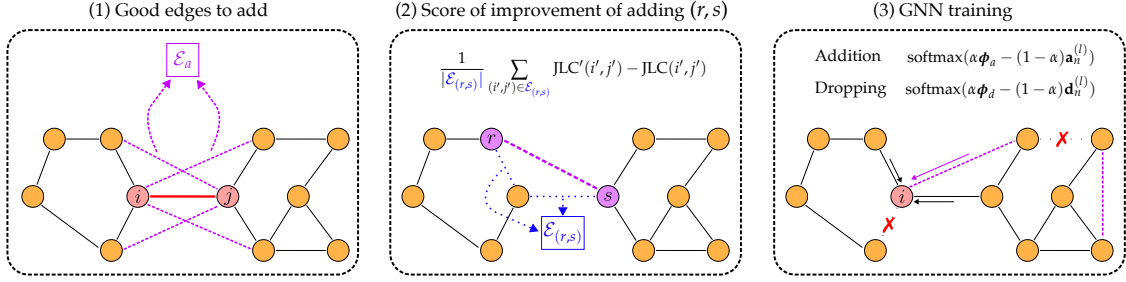 (1) Good edges to add
ℰ_a
i
j
(2) Score of improvement of adding (r, s)
1/|ℰ_(r,s)| ∑_(i′,j′)∈ℰ_(r,s) JLC′(i′, j′) − JLC(i′, j′)
r
s
ℰ_(r,s)
(3) GNN training
Addition softmax(αϕ_a − (1 − α)a_n^(l))
Dropping softmax(αϕ_d − (1 − α)d_n^(l))
✗
i
✗